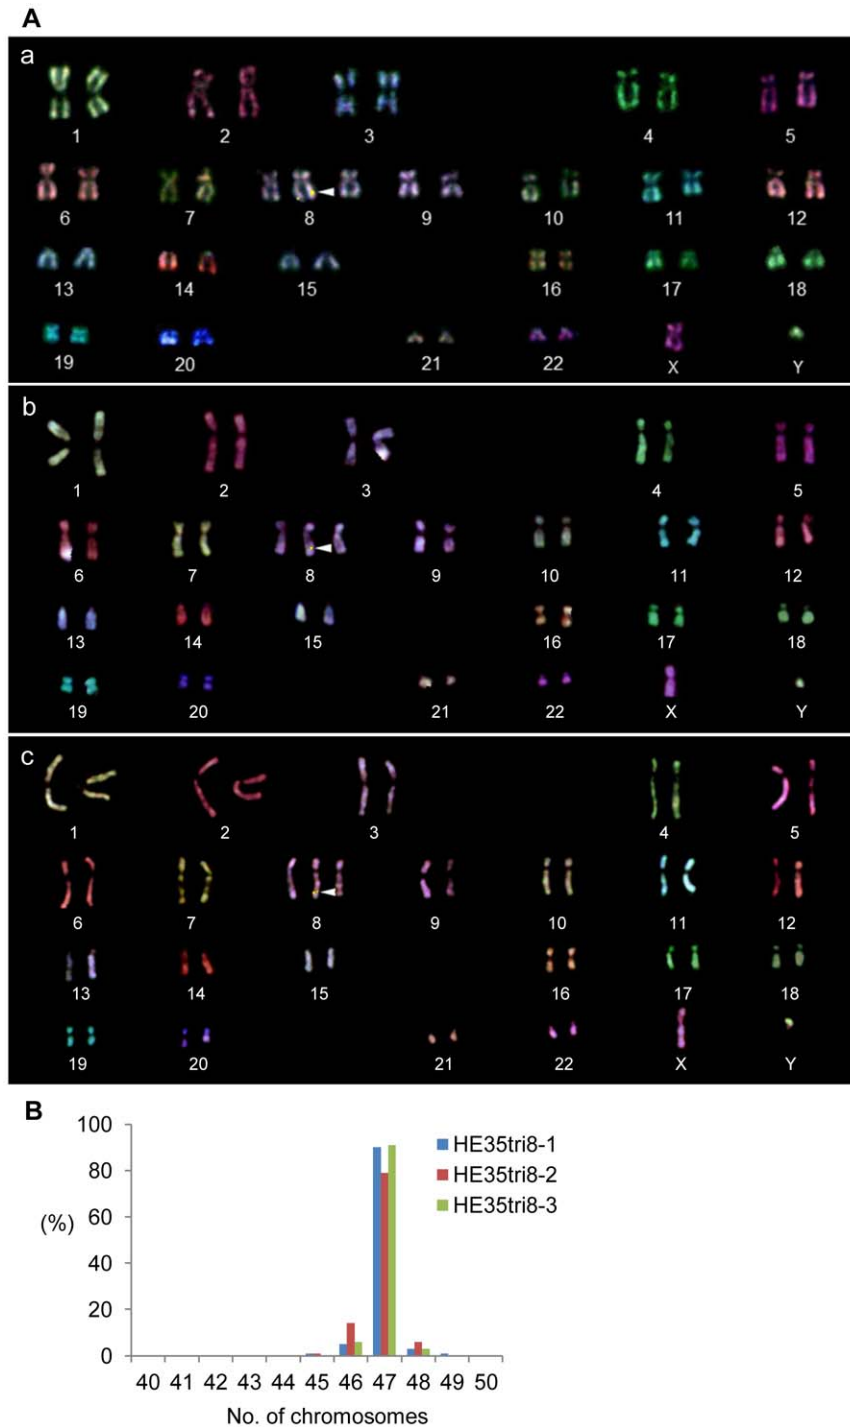 A
a
1 2 3 4 5
6 7 8 9 10 11 12
13 14 15 16 17 18
19 20 21 22 X Y
b
1 2 3 4 5
6 7 8 9 10 11 12
13 14 15 16 17 18
19 20 21 22 X Y
c
1 2 3 4 5
6 7 8 9 10 11 12
13 14 15 16 17 18
19 20 21 22 X Y
B
100
80
60
40
20
0
(%)
HE35tri8-1
HE35tri8-2
HE35tri8-3
40 41 42 43 44 45 46 47 48 49 50
No. of chromosomes